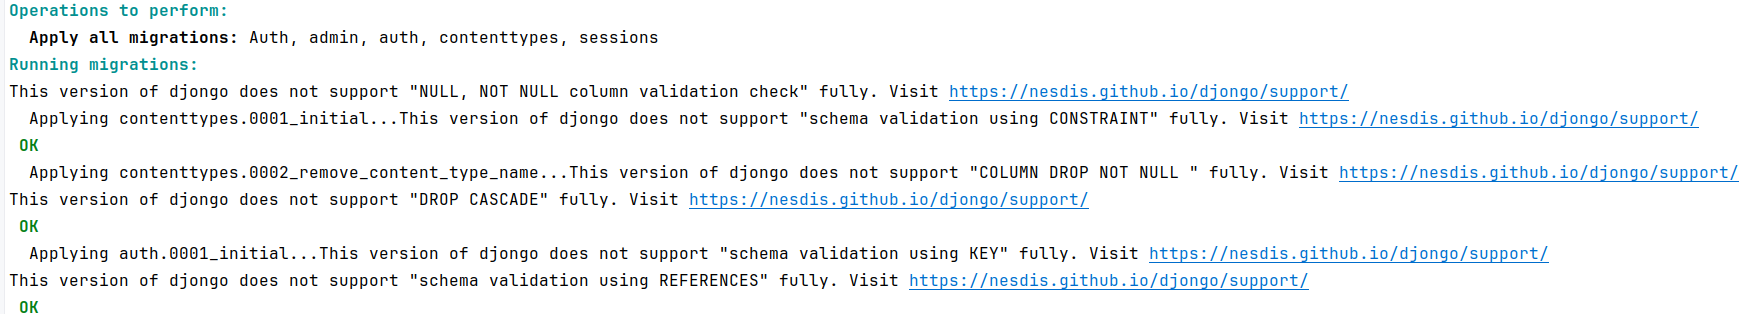 Operations to perform:
Apply all migrations: Auth, admin, auth, contenttypes, sessions
Running migrations:
This version of djongo does not support "NULL, NOT NULL column validation check" fully. Visit https://nesdis.github.io/djongo/support/
Applying contenttypes.0001_initial...This version of djongo does not support "schema validation using CONSTRAINT" fully. Visit https://nesdis.github.io/djongo/support/
OK
Applying contenttypes.0002_remove_content_type_name...This version of djongo does not support "COLUMN DROP NOT NULL " fully. Visit https://nesdis.github.io/djongo/support/
This version of djongo does not support "DROP CASCADE" fully. Visit https://nesdis.github.io/djongo/support/
OK
Applying auth.0001_initial...This version of djongo does not support "schema validation using KEY" fully. Visit https://nesdis.github.io/djongo/support/
This version of djongo does not support "schema validation using REFERENCES" fully. Visit https://nesdis.github.io/djongo/support/
OK